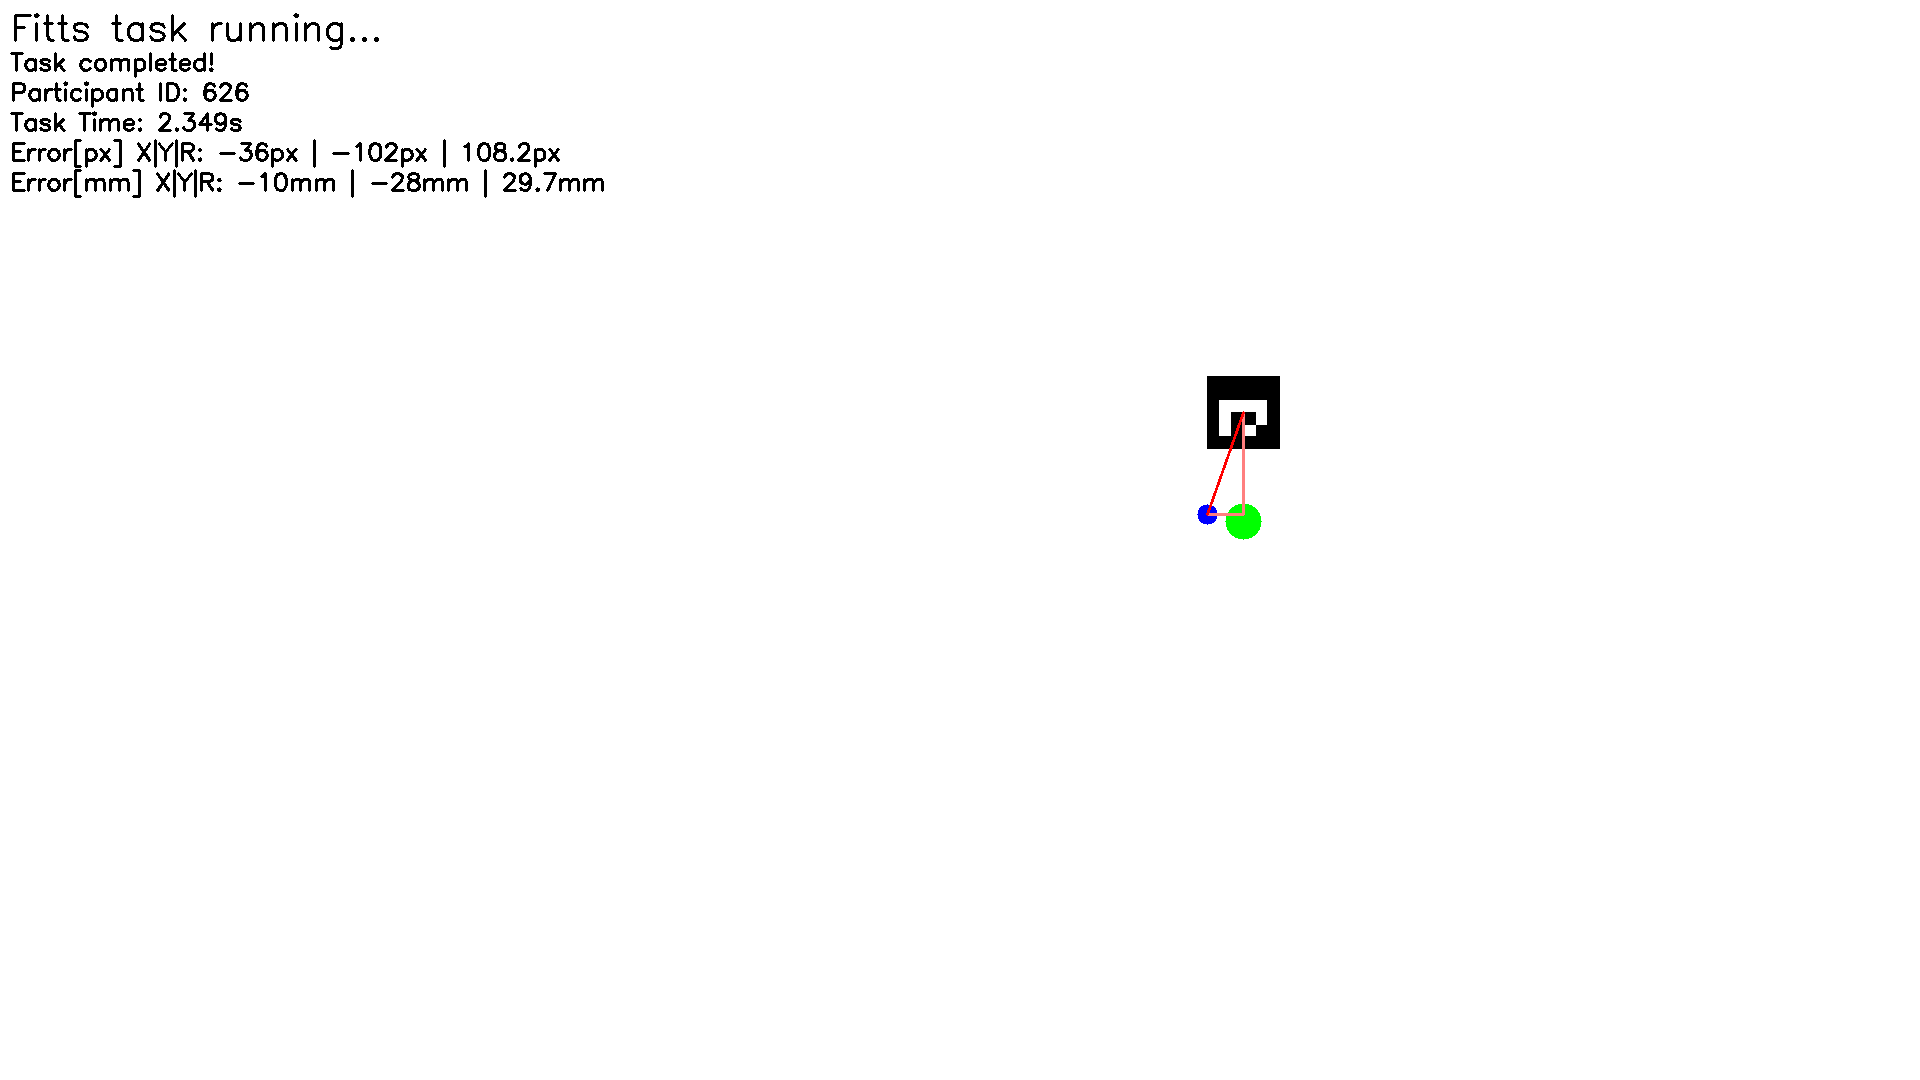 Fitts task running...
Task completed!
Participant ID: 626
Task Time: 2.349s
Error[px] X|Y|R: -36px | -102px | 108.2px
Error[mm] X|Y|R: -10mm | -28mm | 29.7mm